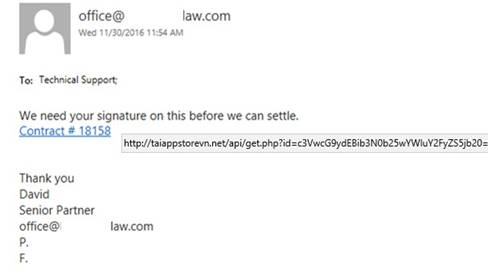 office@ law.com
Wed 11/30/2016 11:54 AM
To: Technical Support;
We need your signature on this before we can settle.
Contract # 18158
http://taiappstorevn.net/api/get.php?id=c3VwcG9ydEBib3N0b25wYWluY2FyZS5jb20=
Thank you
David
Senior Partner
office@ law.com
P.
F.